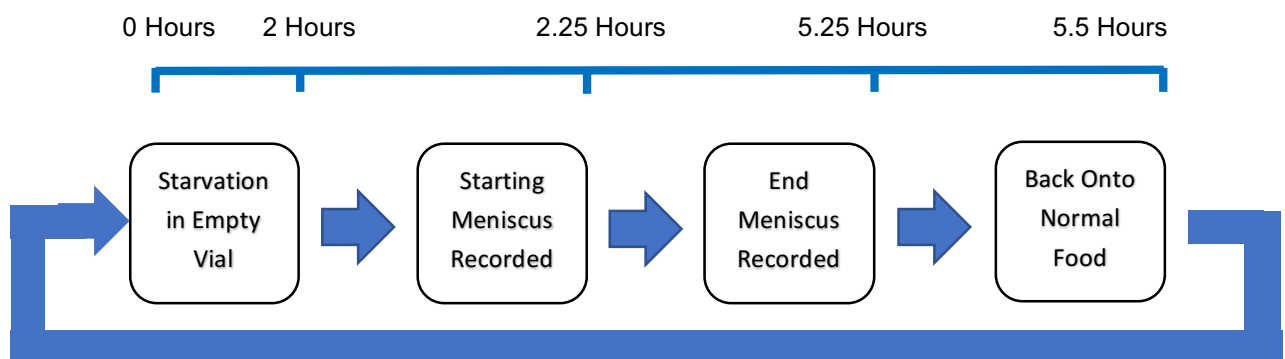 0 Hours 2 Hours 2.25 Hours 5.25 Hours 5.5 Hours
Starvation
in Empty
Vial
Starting
Meniscus
Recorded
End
Meniscus
Recorded
Back Onto
Normal
Food